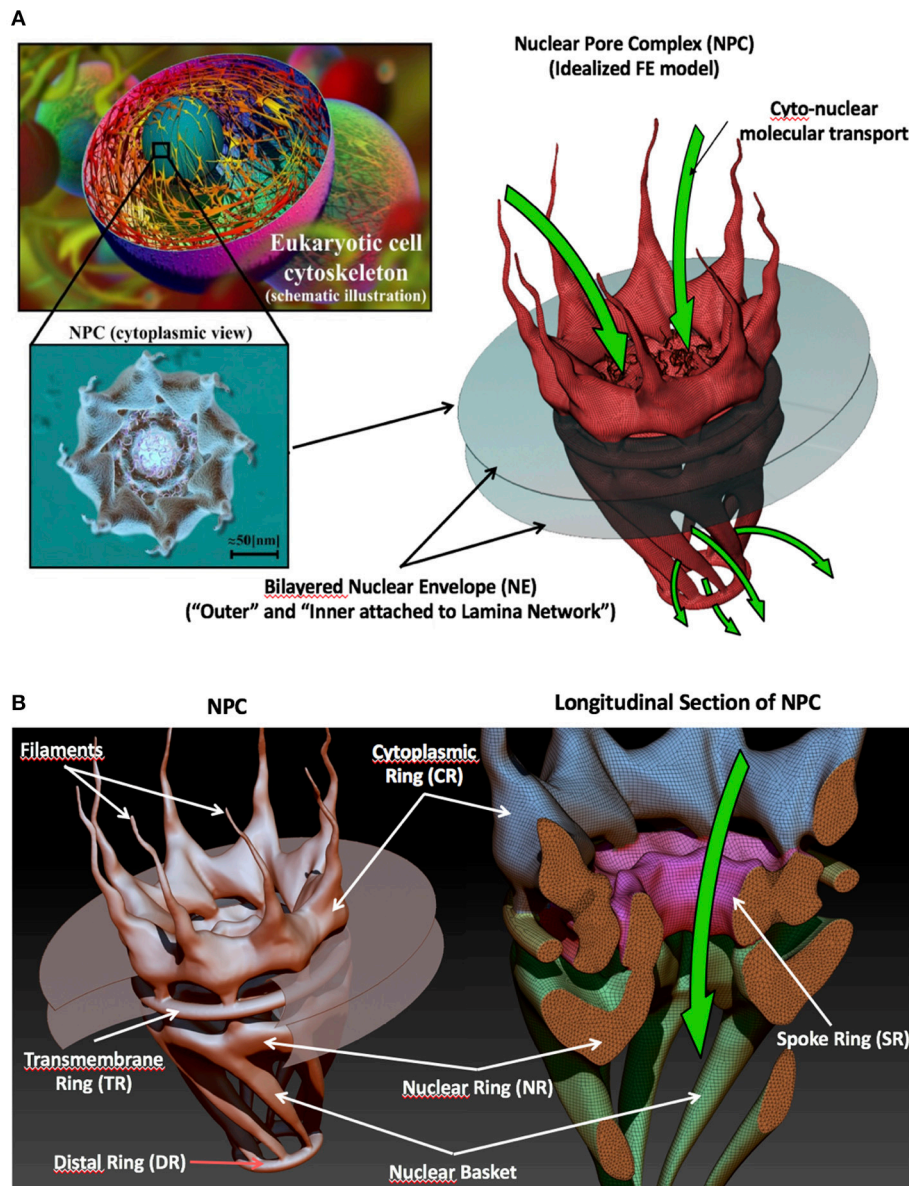 A
Nuclear Pore Complex (NPC)
(Idealized FE model)
Cyto-nuclear
molecular transport
Eukaryotic cell
cytoskeleton
(schematic illustration)
NPC (cytoplasmic view)
≈50[nm]
Bilavered Nuclear Envelope (NE)
(“Outer” and “Inner attached to Lamina Network”)
B
NPC
Longitudinal Section of NPC
Filaments
Cytoplasmic
Ring (CR)
Transmembrane
Ring (TR)
Nuclear Ring (NR)
Spoke Ring (SR)
Distal Ring (DR)
Nuclear Basket